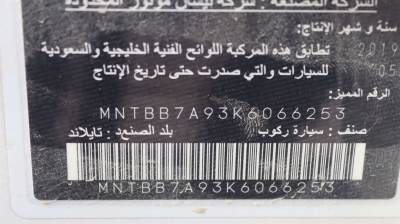 الشركة المصنعة : شركة نيسان موتورز المحدودة
سنة و شهر الإنتاج:
2019 تطابق هذه المركبة اللوائح الفنية الخليجية والسعودية
05 للسيارات والتي صدرت حتى تاريخ الإنتاج
الرقم المميز:
MNTBB7A93K6066253
صنف : سيارة ركوب بلد الصنع: تايلاند
MNTBB7A93K6066253